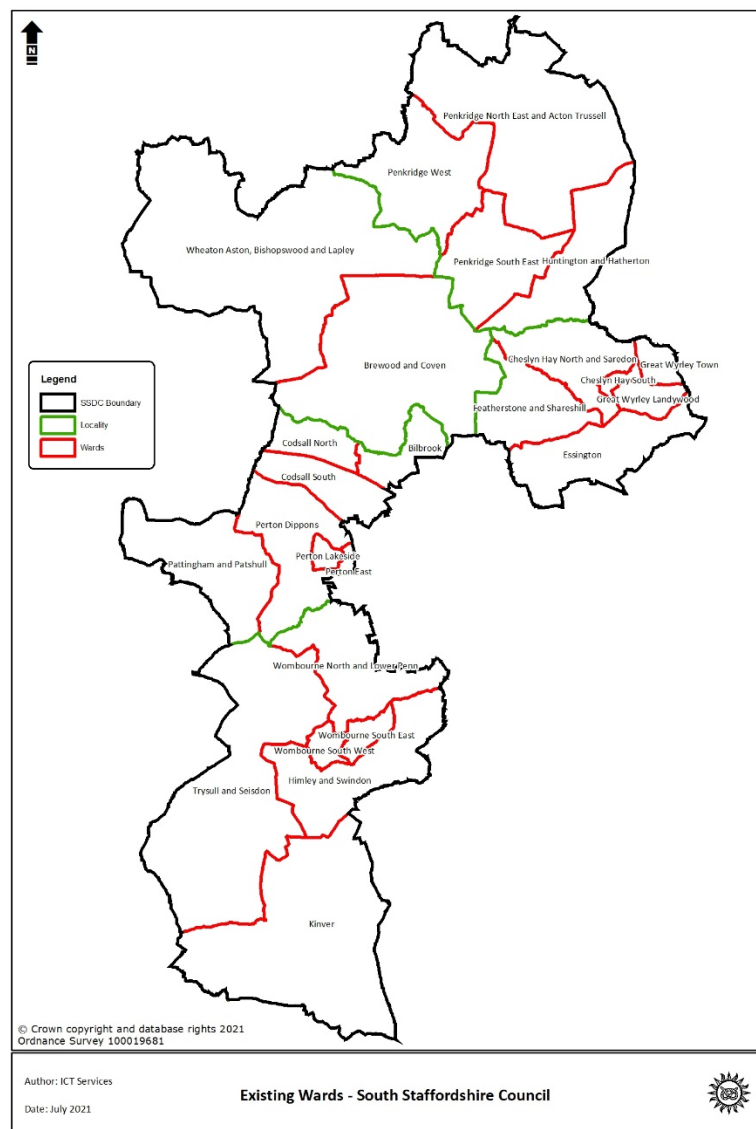 N
Penkridge North East and Acton Trussell
Penkridge West
Wheaton Aston, Bishopswood and Lapley
Penkridge South East
Huntington and Hatherton
Brewood and Coven
Cheslyn Hay North and Saredon
Great Wyrley Town
Cheslyn Hay South
Great Wyrley Landywood
Featherstone and Shareshill
Essington
Legend
SSDC Boundary
Locality
Wards
Codsall North
Bilbrook
Codsall South
Perton Dippons
Perton Lakeside
Perton East
Pattingham and Patshull
Wombourne North and Lower Penn
Wombourne South East
Wombourne South West
Himley and Swindon
Trysull and Seisdon
Kinver
© Crown copyright and database rights 2021
Ordnance Survey 100019681
Author: ICT Services
Existing Wards - South Staffordshire Council
Date: July 2021